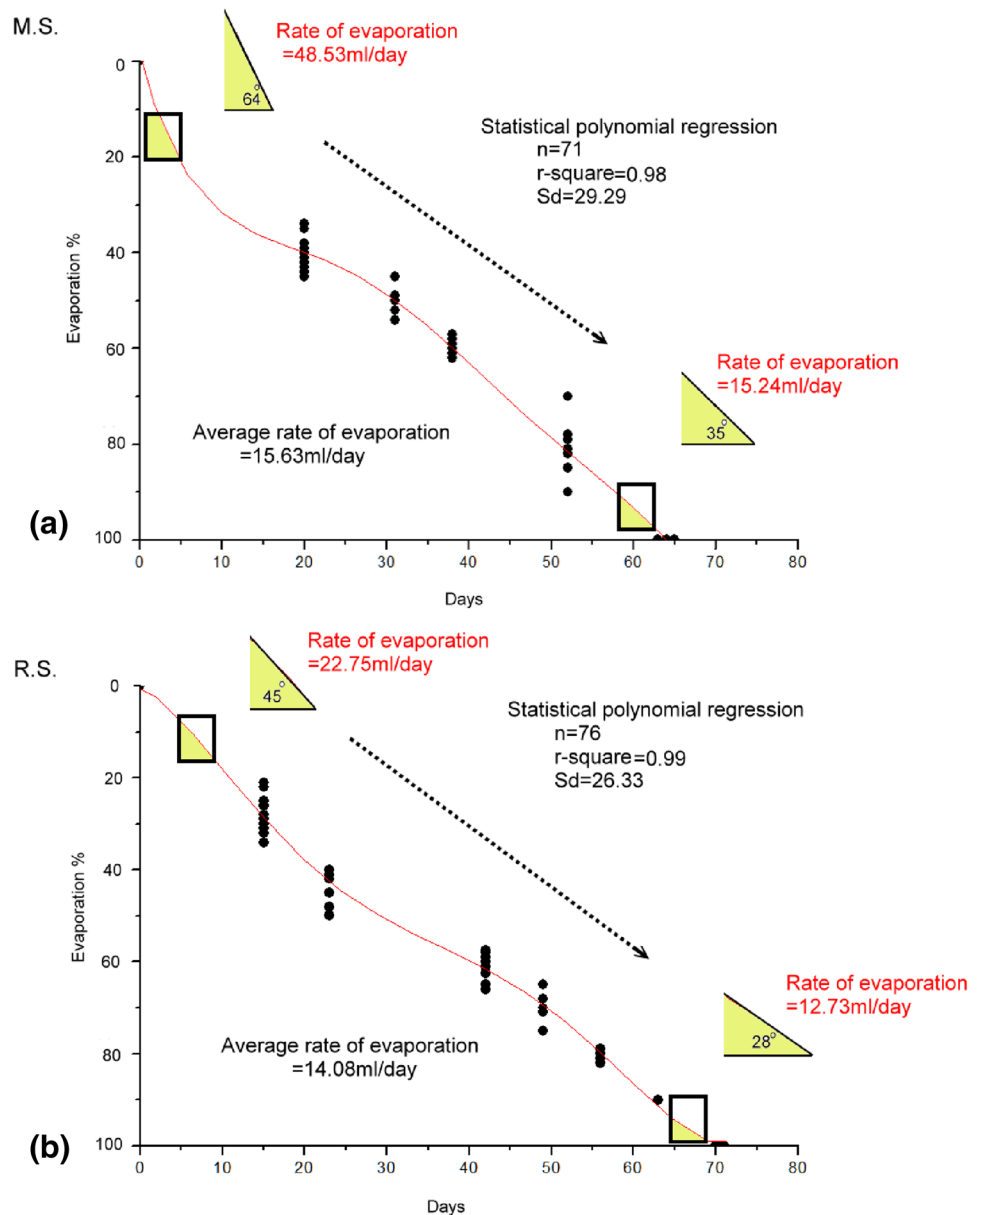 M.S.
Rate of evaporation
=48.53ml/day
64°
Statistical polynomial regression
n=71
r-square=0.98
Sd=29.29
Rate of evaporation
=15.24ml/day
35°
Average rate of evaporation
=15.63ml/day
Evaporation %
0
20
40
60
80
100
(a)
0 10 20 30 40 50 60 70 80
Days
R.S.
Rate of evaporation
=22.75ml/day
45°
Statistical polynomial regression
n=76
r-square=0.99
Sd=26.33
Rate of evaporation
=12.73ml/day
28°
Average rate of evaporation
=14.08ml/day
Evaporation %
0
20
40
60
80
100
(b)
0 10 20 30 40 50 60 70 80
Days